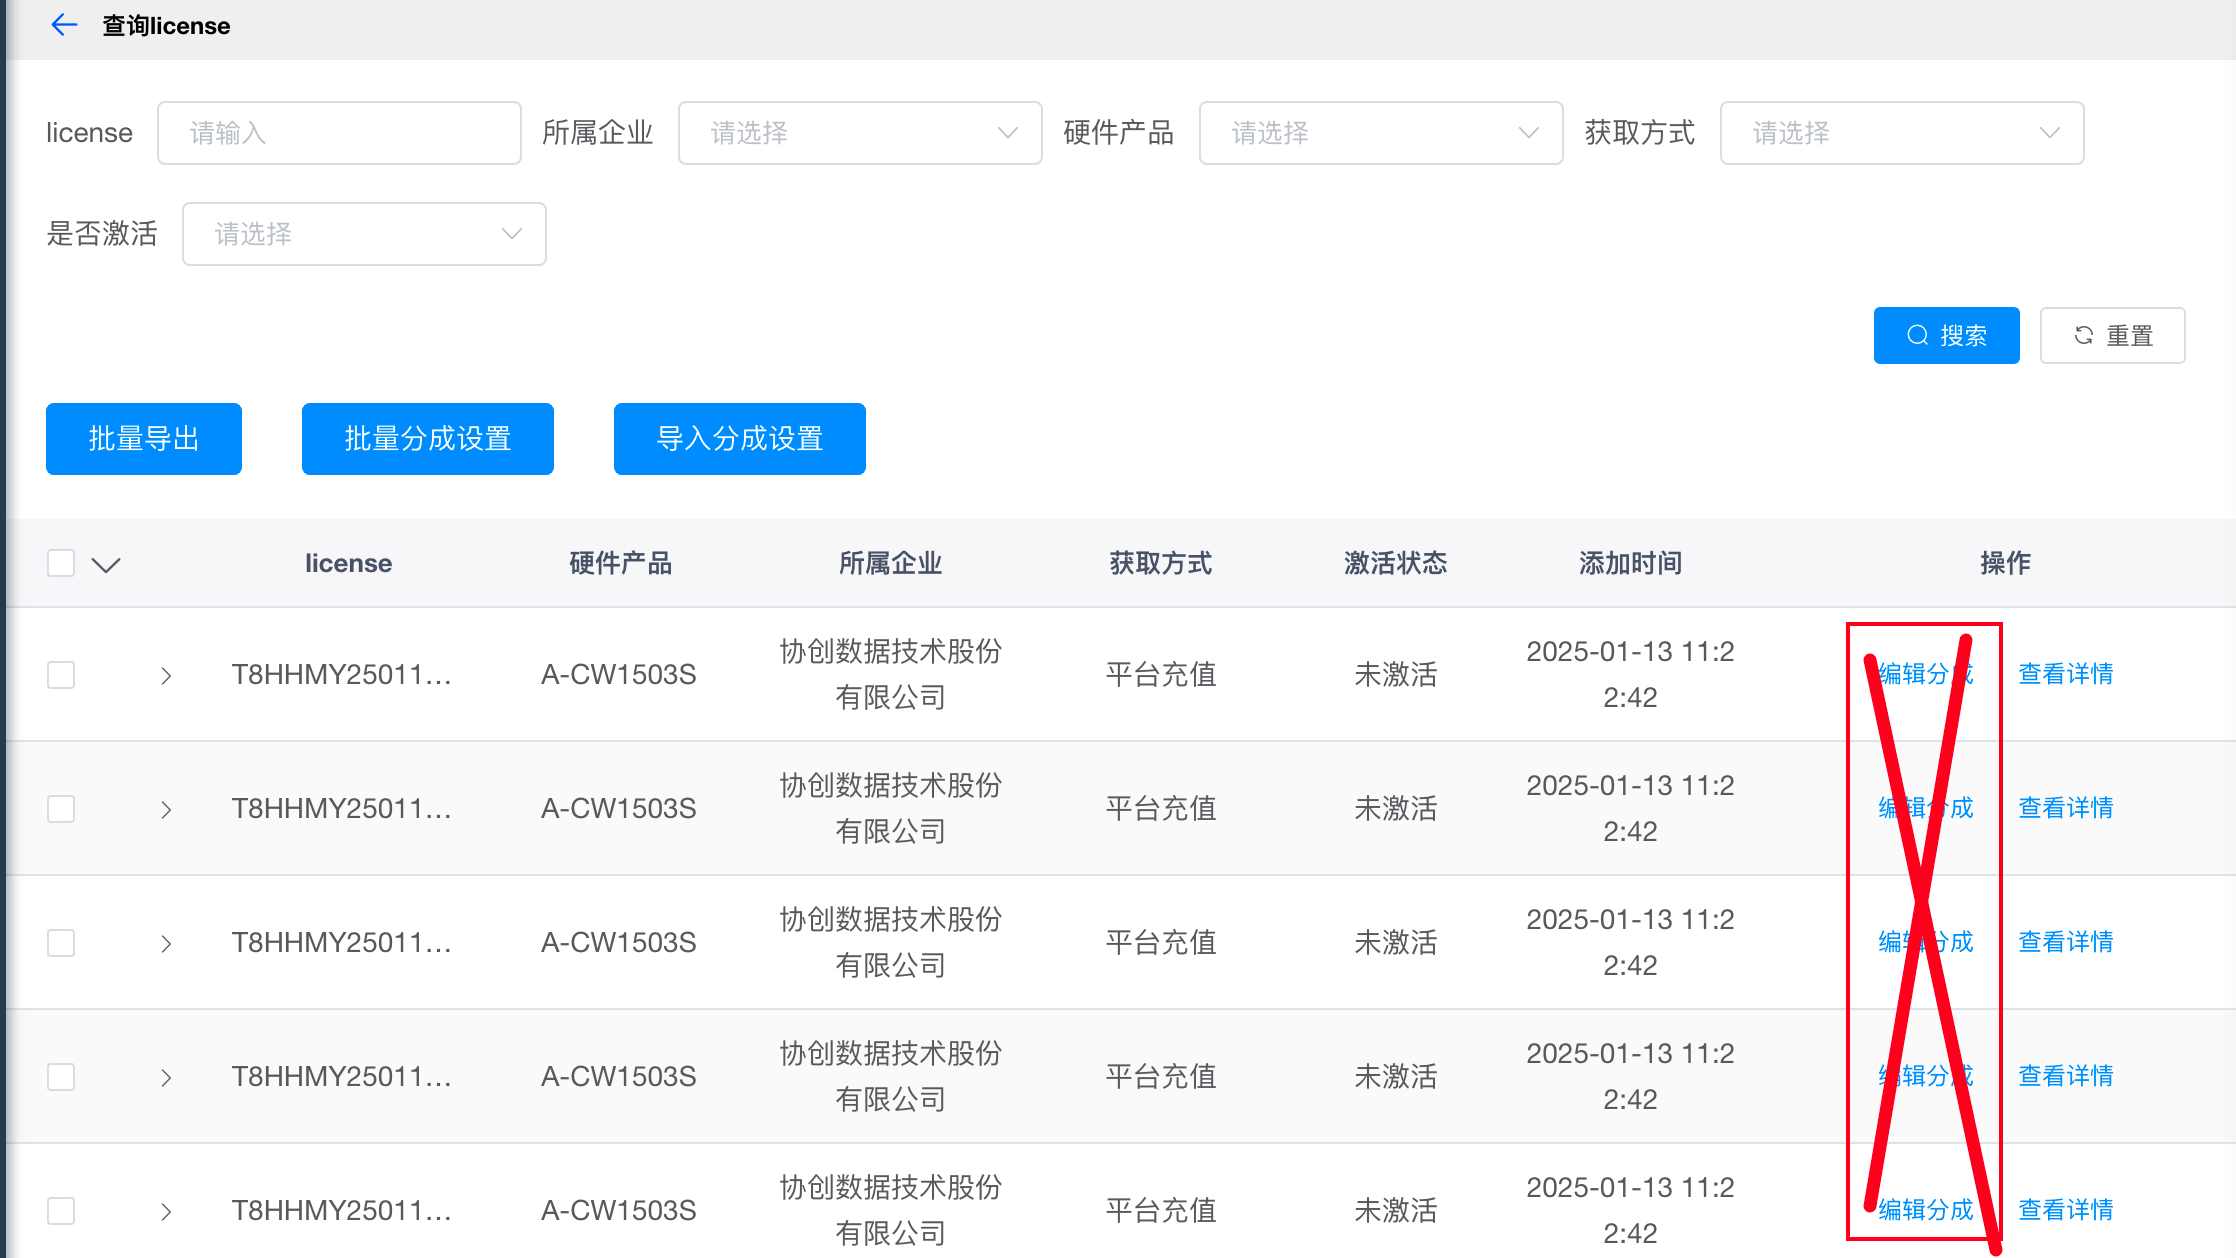 查询license
license 请输入 所属企业 请选择 硬件产品 请选择 获取方式 请选择
是否激活 请选择
搜索 重置
批量导出 批量分成设置 导入分成设置
license 硬件产品 所属企业 获取方式 激活状态 添加时间 操作
T8HHMY25011... A-CW1503S 协创数据技术股份 平台充值 未激活 2025-01-13 11:2 编辑分成 查看详情
有限公司 2:42
T8HHMY25011... A-CW1503S 协创数据技术股份 平台充值 未激活 2025-01-13 11:2 编辑分成 查看详情
有限公司 2:42
T8HHMY25011... A-CW1503S 协创数据技术股份 平台充值 未激活 2025-01-13 11:2 编辑分成 查看详情
有限公司 2:42
T8HHMY25011... A-CW1503S 协创数据技术股份 平台充值 未激活 2025-01-13 11:2 编辑分成 查看详情
有限公司 2:42
T8HHMY25011... A-CW1503S 协创数据技术股份 平台充值 未激活 2025-01-13 11:2 编辑分成 查看详情
有限公司 2:42